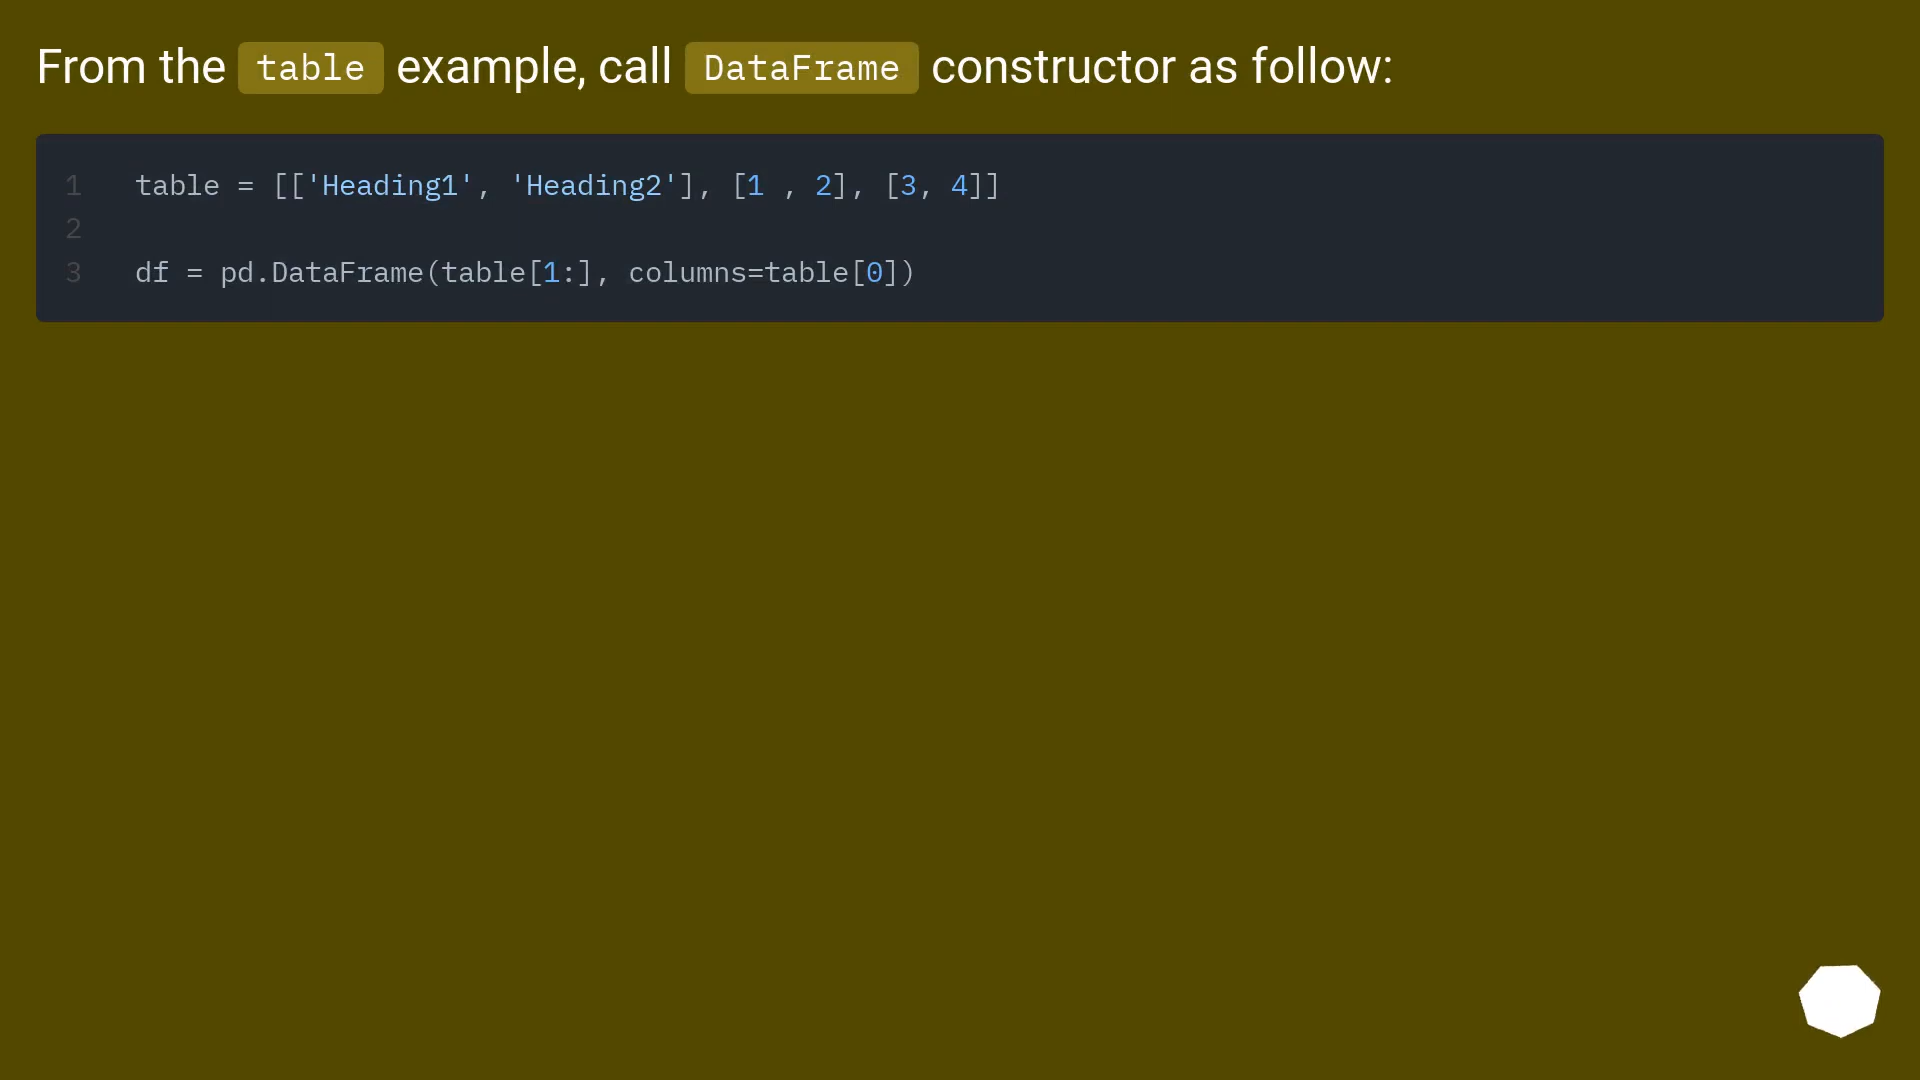 From the table example, call DataFrame constructor as follow:
1 table = [['Heading1', 'Heading2'], [1 , 2], [3, 4]]
2
3 df = pd.DataFrame(table[1:], columns=table[0])